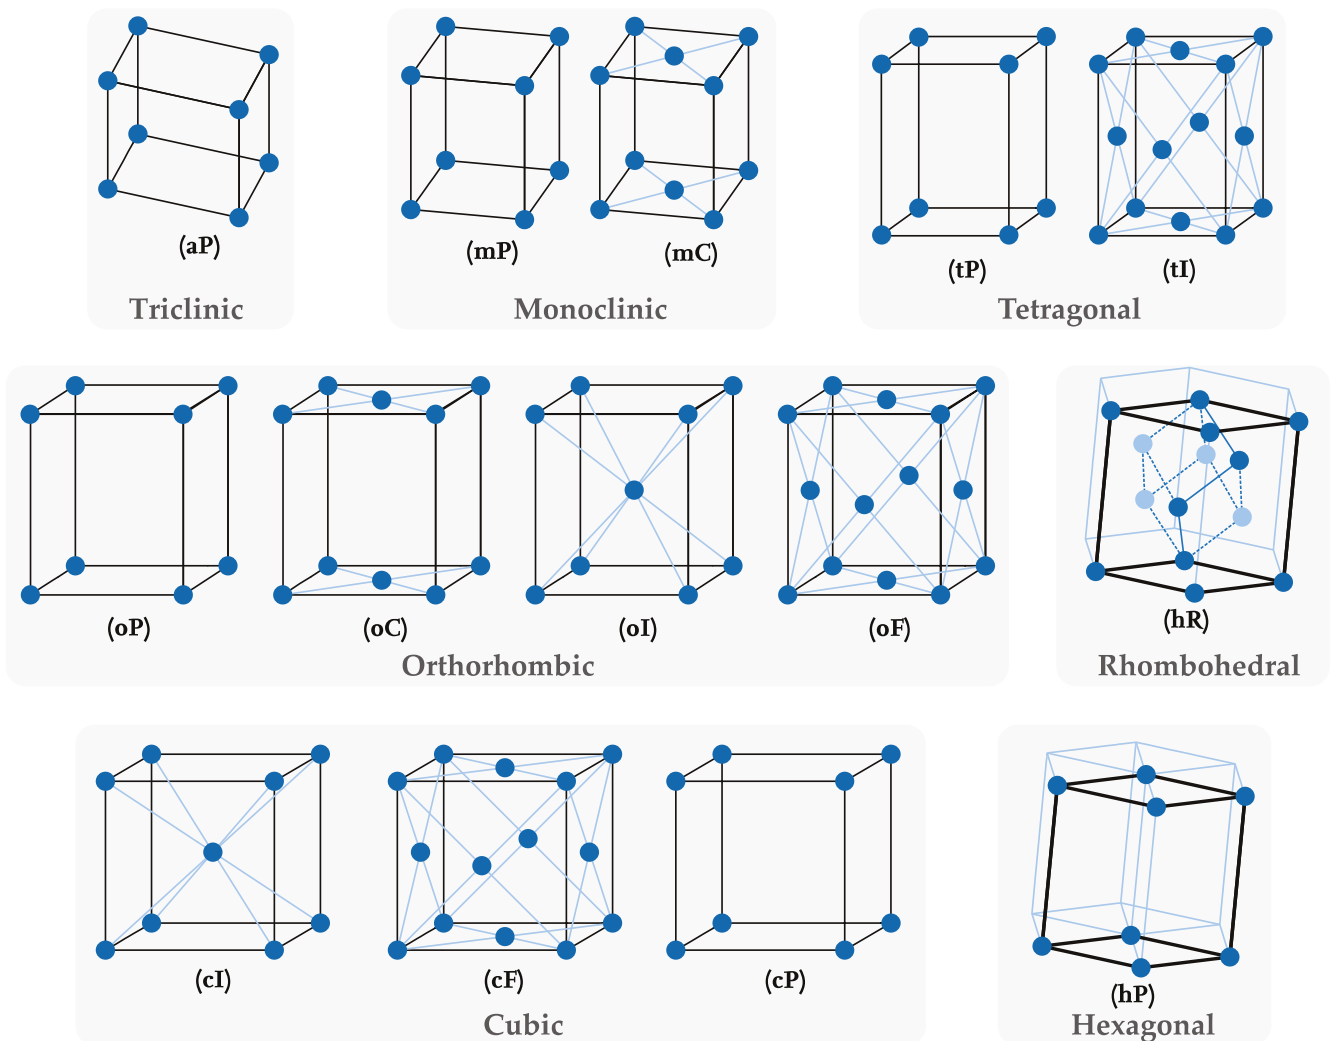 (aP)
Triclinic
(mP)
(mC)
Monoclinic
(tP)
(tI)
Tetragonal
(oP)
(oC)
(oI)
(oF)
Orthorhombic
(hR)
Rhombohedral
(cI)
(cF)
(cP)
Cubic
(hP)
Hexagonal